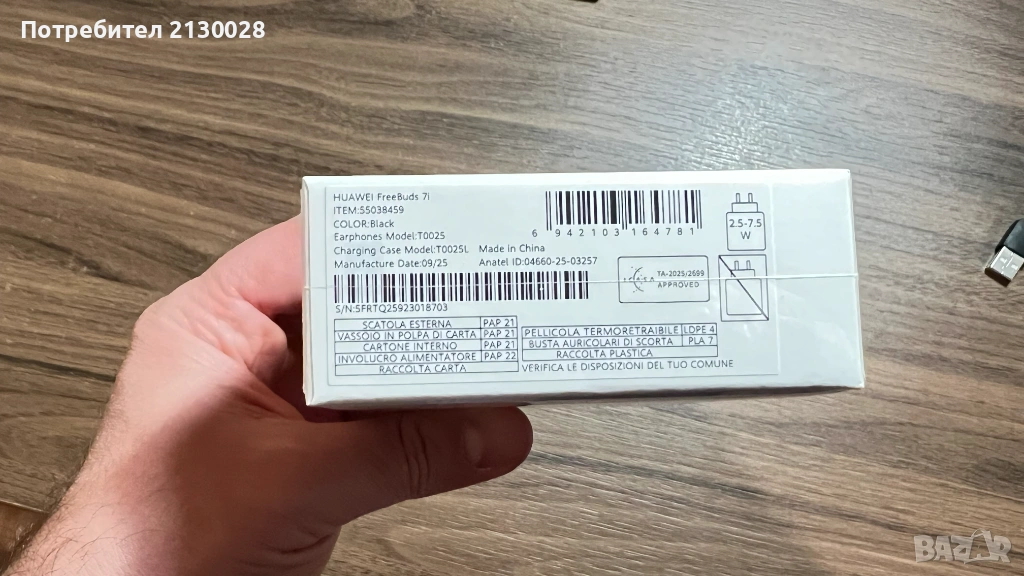 Потребител 2130028
HUAWEI FreeBuds 7i
ITEM:55038459
COLOR:Black
Earphones Model:T0025
Charging Case Model:T0025L Made in China
Manufacture Date:09/25 Anatel ID:04660-25-03257
6 942103 164781
2.5-7.5
W
TA-2025/2699
APPROVED
S/N:5FRTQ25923018703
SCATOLA ESTERNA PAP 21
VASSOIO IN POLPA DI CARTA PAP 21
CARTONE INTERNO PAP 21
INVOLUCRO ALIMENTATORE PAP 22
RACCOLTA CARTA
PELLICOLA TERMORETRAIBILE LDPE 4
BUSTA AURICOLARI DI SCORTA PLA 7
RACCOLTA PLASTICA
VERIFICA LE DISPOSIZIONI DEL TUO COMUNE
BAZAR